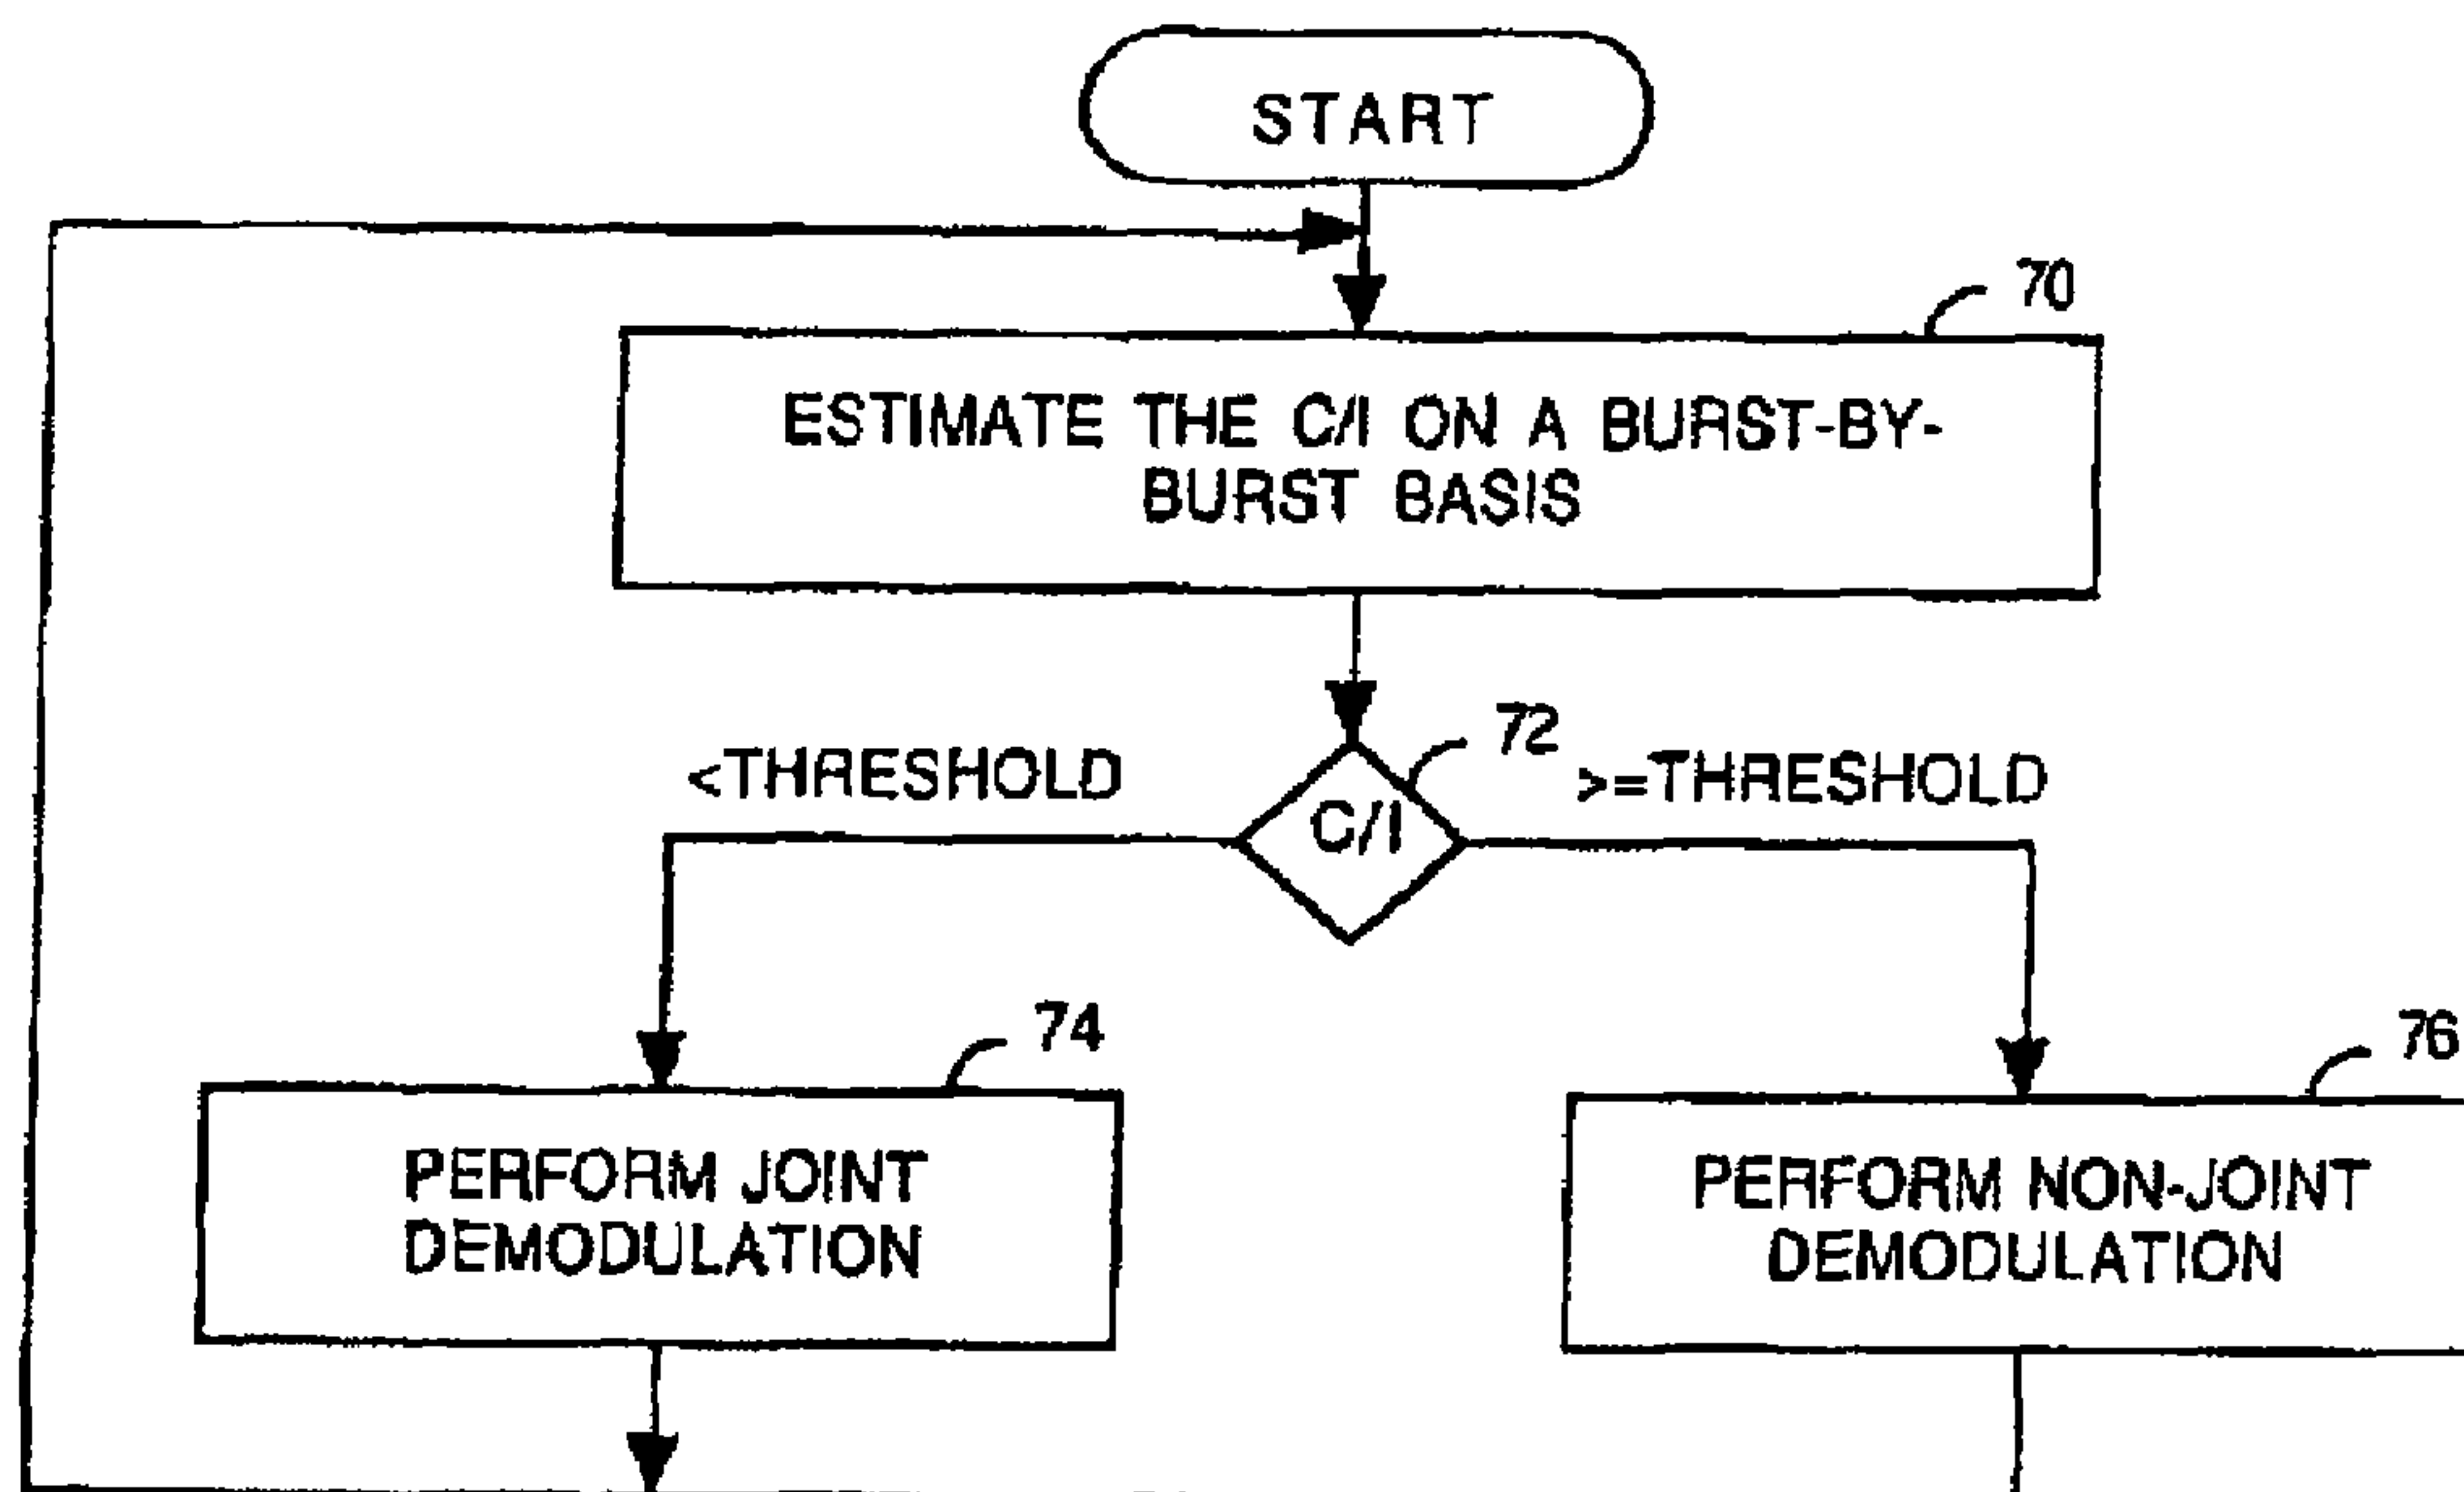 START
70
ESTIMATE THE C/I ON A BURST-BY-
BURST BASIS
72
<THRESHOLD
>=THRESHOLD
C/I
74
76
PERFORM JOINT
DEMODULATION
PERFORM NON-JOINT
DEMODULATION